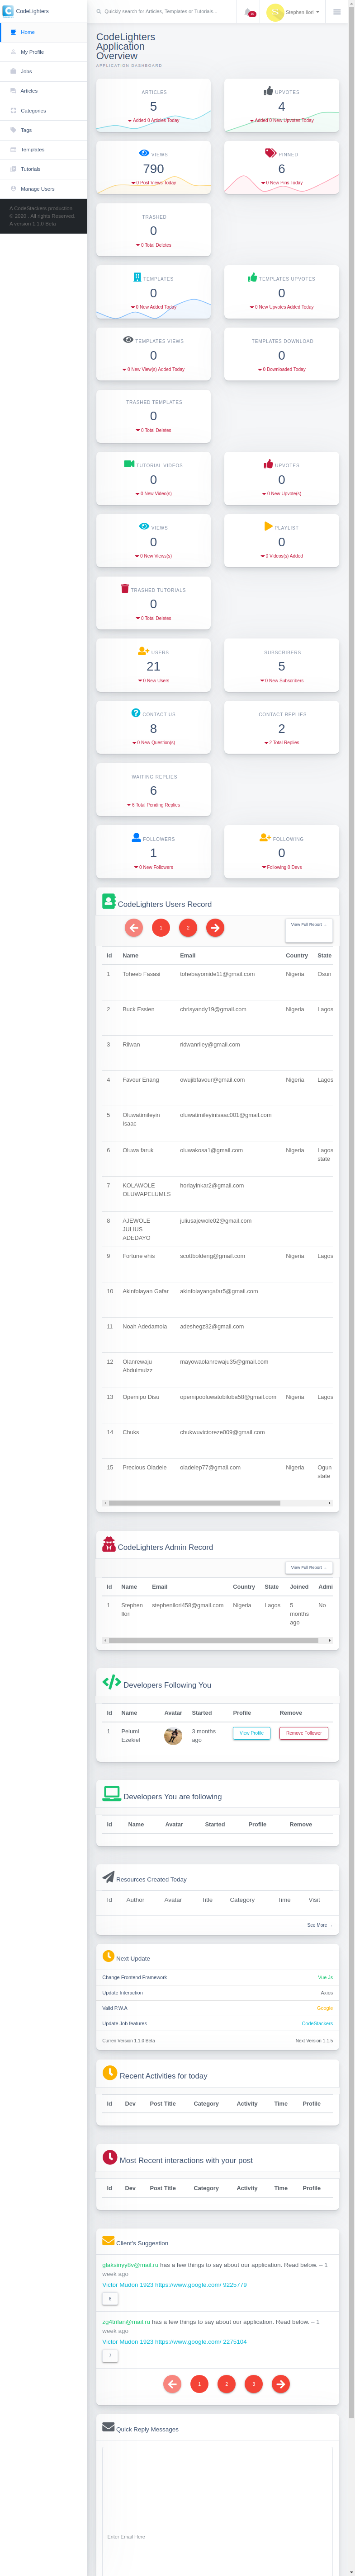 CodeLighters
Quickly search for Articles, Templates or Tutorials...
Stephen Ilori
Home
My Profile
Jobs
Articles
Categories
Tags
Templates
Tutorials
Manage Users
A CodeStackers production.
© 2020 . All rights Reserved.
A version 1.1.0 Beta
CodeLighters
Application
Overview
APPLICATION DASHBOARD
ARTICLES
5
Added 0 Articles Today
UPVOTES
4
Added 0 New Upvotes Today
VIEWS
790
0 Post Views Today
PINNED
6
0 New Pins Today
TRASHED
0
0 Total Deletes
TEMPLATES
0
0 New Added Today
TEMPLATES UPVOTES
0
0 New Upvotes Added Today
TEMPLATES VIEWS
0
0 New View(s) Added Today
TEMPLATES DOWNLOAD
0
0 Downloaded Today
TRASHED TEMPLATES
0
0 Total Deletes
TUTORIAL VIDEOS
0
0 New Video(s)
UPVOTES
0
0 New Upvote(s)
VIEWS
0
0 New Views(s)
PLAYLIST
0
0 Videos(s) Added
TRASHED TUTORIALS
0
0 Total Deletes
USERS
21
0 New Users
SUBSCRIBERS
5
0 New Subscribers
CONTACT US
8
0 New Question(s)
CONTACT REPLIES
2
2 Total Replies
WAITING REPLIES
6
6 Total Pending Replies
FOLLOWERS
1
0 New Followers
FOLLOWING
0
Following 0 Devs
CodeLighters Users Record
1 2
View Full Report →
Id Name Email Country State
1 Toheeb Fasasi tohebayomide11@gmail.com Nigeria Osun
2 Buck Essien chrisyandy19@gmail.com Nigeria Lagos
3 Rilwan ridwanriley@gmail.com
4 Favour Enang owujibfavour@gmail.com Nigeria Lagos
5 Oluwatimileyin Isaac oluwatimileyinisaac001@gmail.com
6 Oluwa faruk oluwakosa1@gmail.com Nigeria Lagos state
7 KOLAWOLE OLUWAPELUMI.S horlayinkar2@gmail.com
8 AJEWOLE JULIUS ADEDAYO juliusajewole02@gmail.com
9 Fortune ehis scottboldeng@gmail.com Nigeria Lagos
10 Akinfolayan Gafar akinfolayangafar5@gmail.com
11 Noah Adedamola adeshegz32@gmail.com
12 Olanrewaju Abdulmuizz mayowaolanrewaju35@gmail.com
13 Opemipo Disu opemipooluwatobiloba58@gmail.com Nigeria Lagos
14 Chuks chukwuvictoreze009@gmail.com
15 Precious Oladele oladelep77@gmail.com Nigeria Ogun state
CodeLighters Admin Record
View Full Report →
Id Name Email Country State Joined Admi
1 Stephen Ilori stephenilori458@gmail.com Nigeria Lagos 5 months ago No
Developers Following You
Id Name Avatar Started Profile Remove
1 Pelumi Ezekiel 3 months ago View Profile Remove Follower
Developers You are following
Id Name Avatar Started Profile Remove
Resources Created Today
Id Author Avatar Title Category Time Visit
See More →
Next Update
Change Frontend Framework Vue Js
Update Interaction Axios
Valid P.W.A Google
Update Job features CodeStackers
Curren Version 1.1.0 Beta Next Version 1.1.5
Recent Activities for today
Id Dev Post Title Category Activity Time Profile
Most Recent interactions with your post
Id Dev Post Title Category Activity Time Profile
Client's Suggestion
glaksinyy8v@mail.ru has a few things to say about our application. Read below. – 1 week ago
Victor Mudon 1923 https://www.google.com/ 9225779
8
zg4trifan@mail.ru has a few things to say about our application. Read below. – 1 week ago
Victor Mudon 1923 https://www.google.com/ 2275104
7
1 2 3
Quick Reply Messages
Enter Email Here